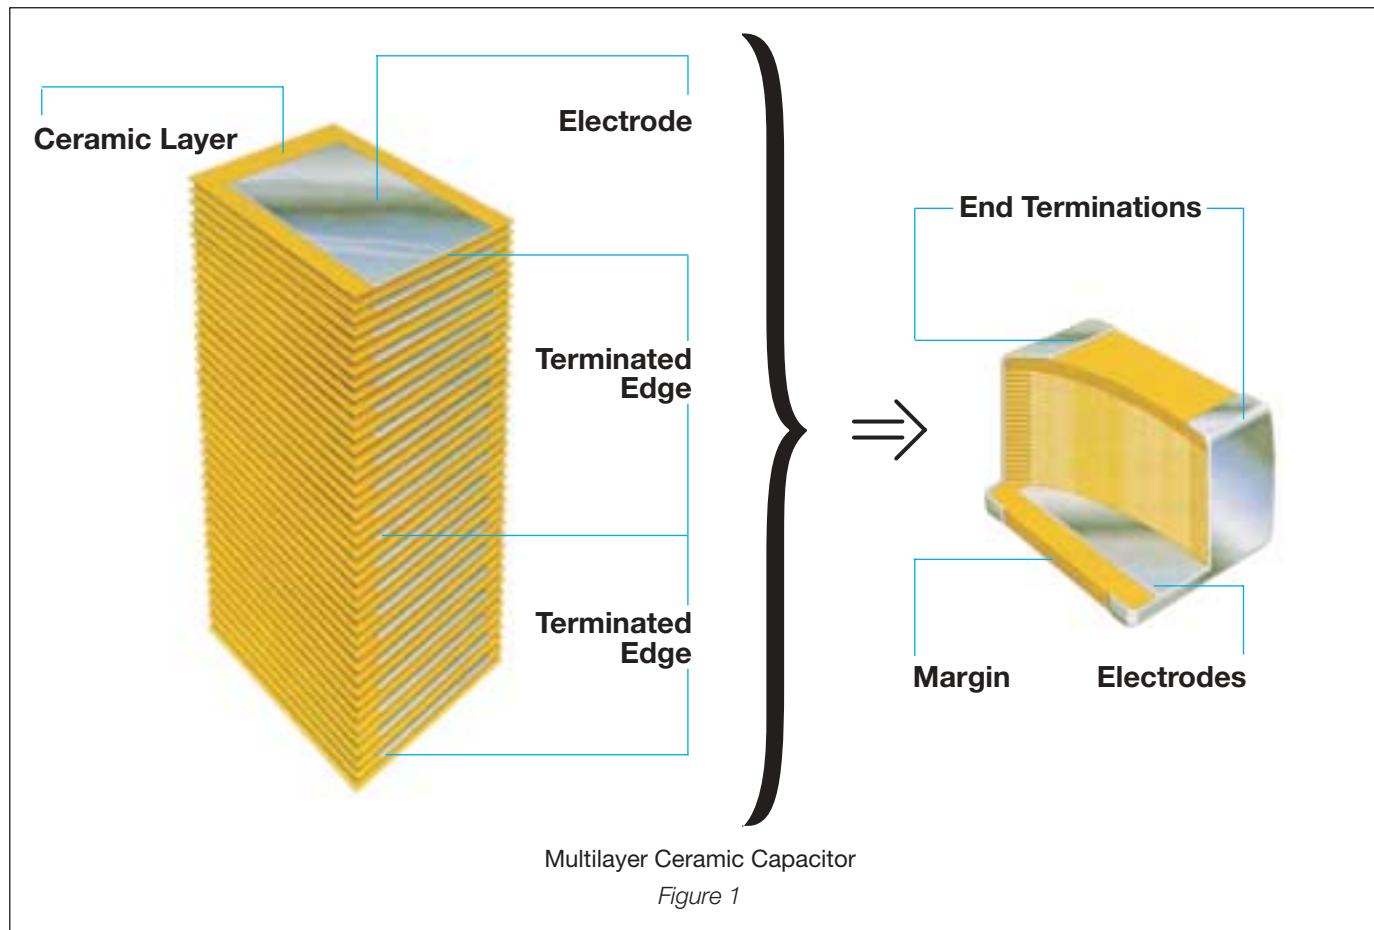 Ceramic Layer
Electrode
Terminated
Edge
Terminated
Edge
End Terminations
Margin
Electrodes
Multilayer Ceramic Capacitor
Figure 1